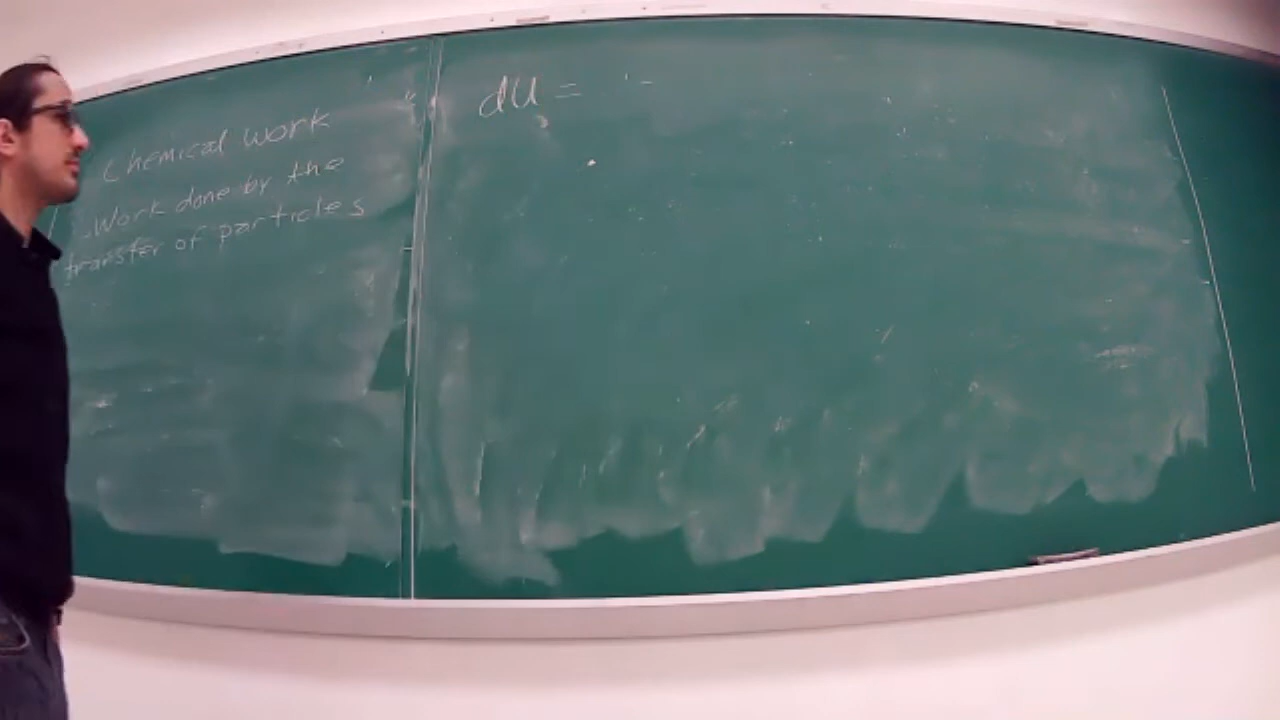 Chemical work
-Work done by the
transfer of particles
dU =